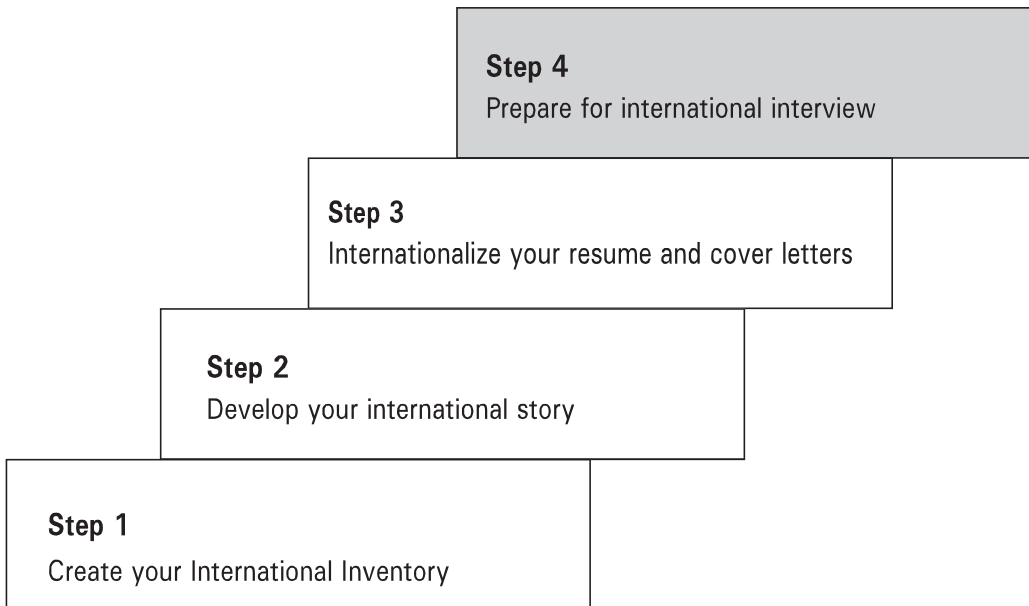 Step 4
Prepare for international interview
Step 3
Internationalize your resume and cover letters
Step 2
Develop your international story
Step 1
Create your International Inventory